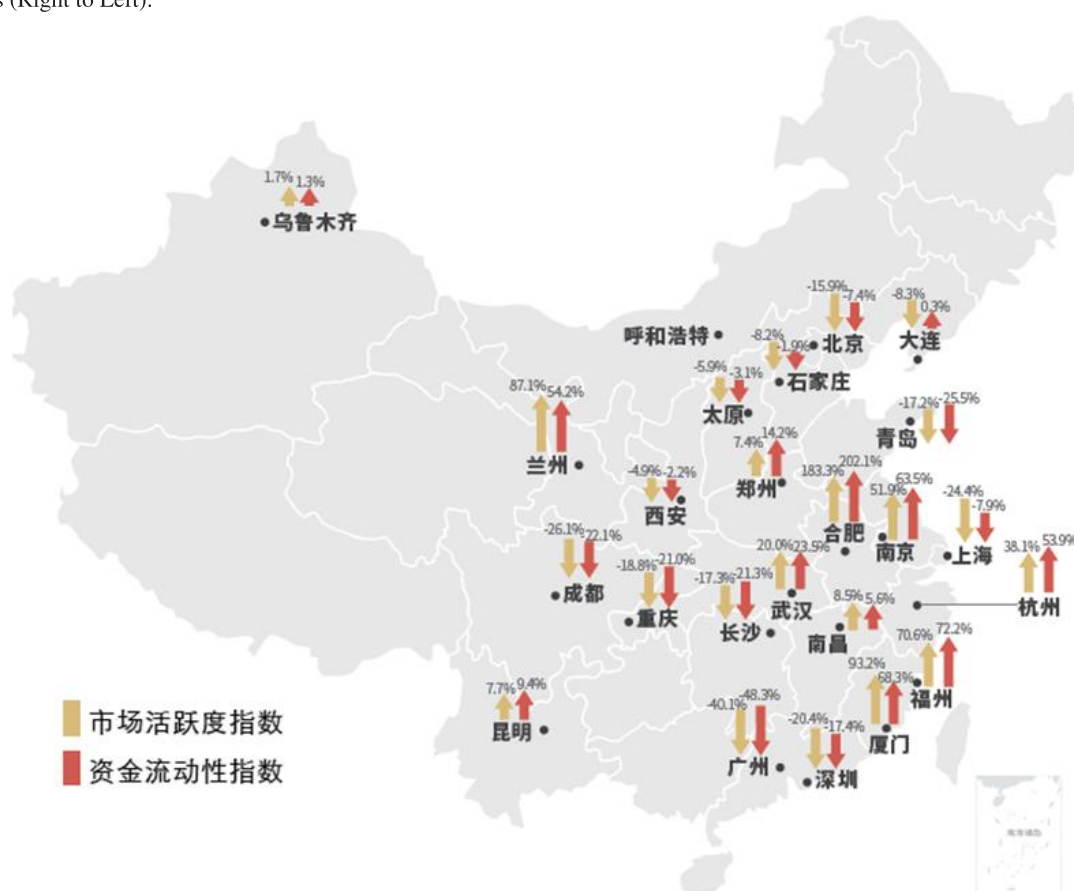 s (Right to Left).
1.7% 1.3%
乌鲁木齐
-15.9% -7.4%
北京
-8.3% 0.3%
大连
呼和浩特
-8.2% -1.9%
石家庄
-5.9% -3.1%
太原
87.1% 54.2%
兰州
-17.2% -25.5%
青岛
7.4% 14.2%
郑州
-4.9% -2.2%
西安
183.3% 202.1%
合肥
51.9% 63.5%
南京
-24.4% -7.9%
上海
38.1% 53.9%
杭州
-26.1% -22.1%
成都
-18.8% -21.0%
重庆
-17.3% -21.3%
长沙
20.0% 23.5%
武汉
8.5% 5.6%
南昌
70.6% 72.2%
福州
93.2% 68.3%
厦门
7.7% 9.4%
昆明
-40.1% -48.3%
广州
-20.4% -17.4%
深圳
市场活跃度指数
资金流动性指数
南海诸岛